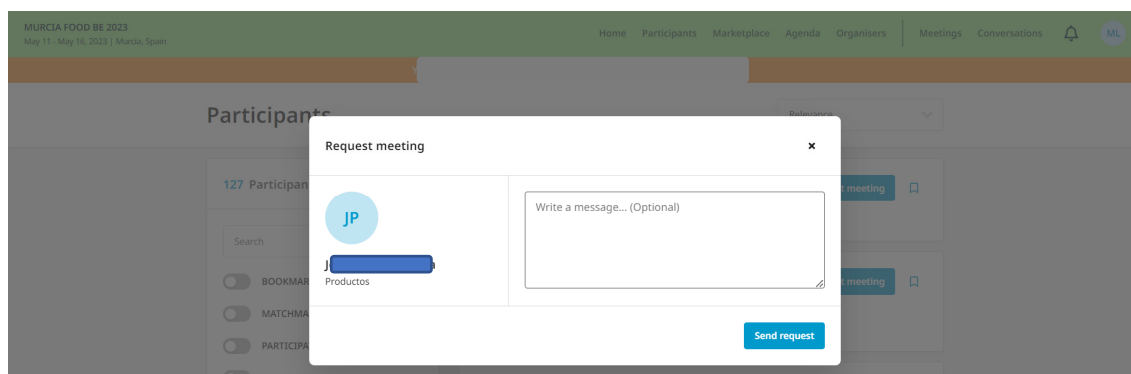 MURCIA FOOD BE 2023
May 11 - May 16, 2023 | Murcia, Spain
Home Participants Marketplace Agenda Organisers Meetings Conversations ML
Participants
Relevance
Request meeting ×
127 Participan
t meeting
JP
Write a message... (Optional)
Search
Productos
BOOKMAR
t meeting
MATCHMA
Send request
PARTICIPA